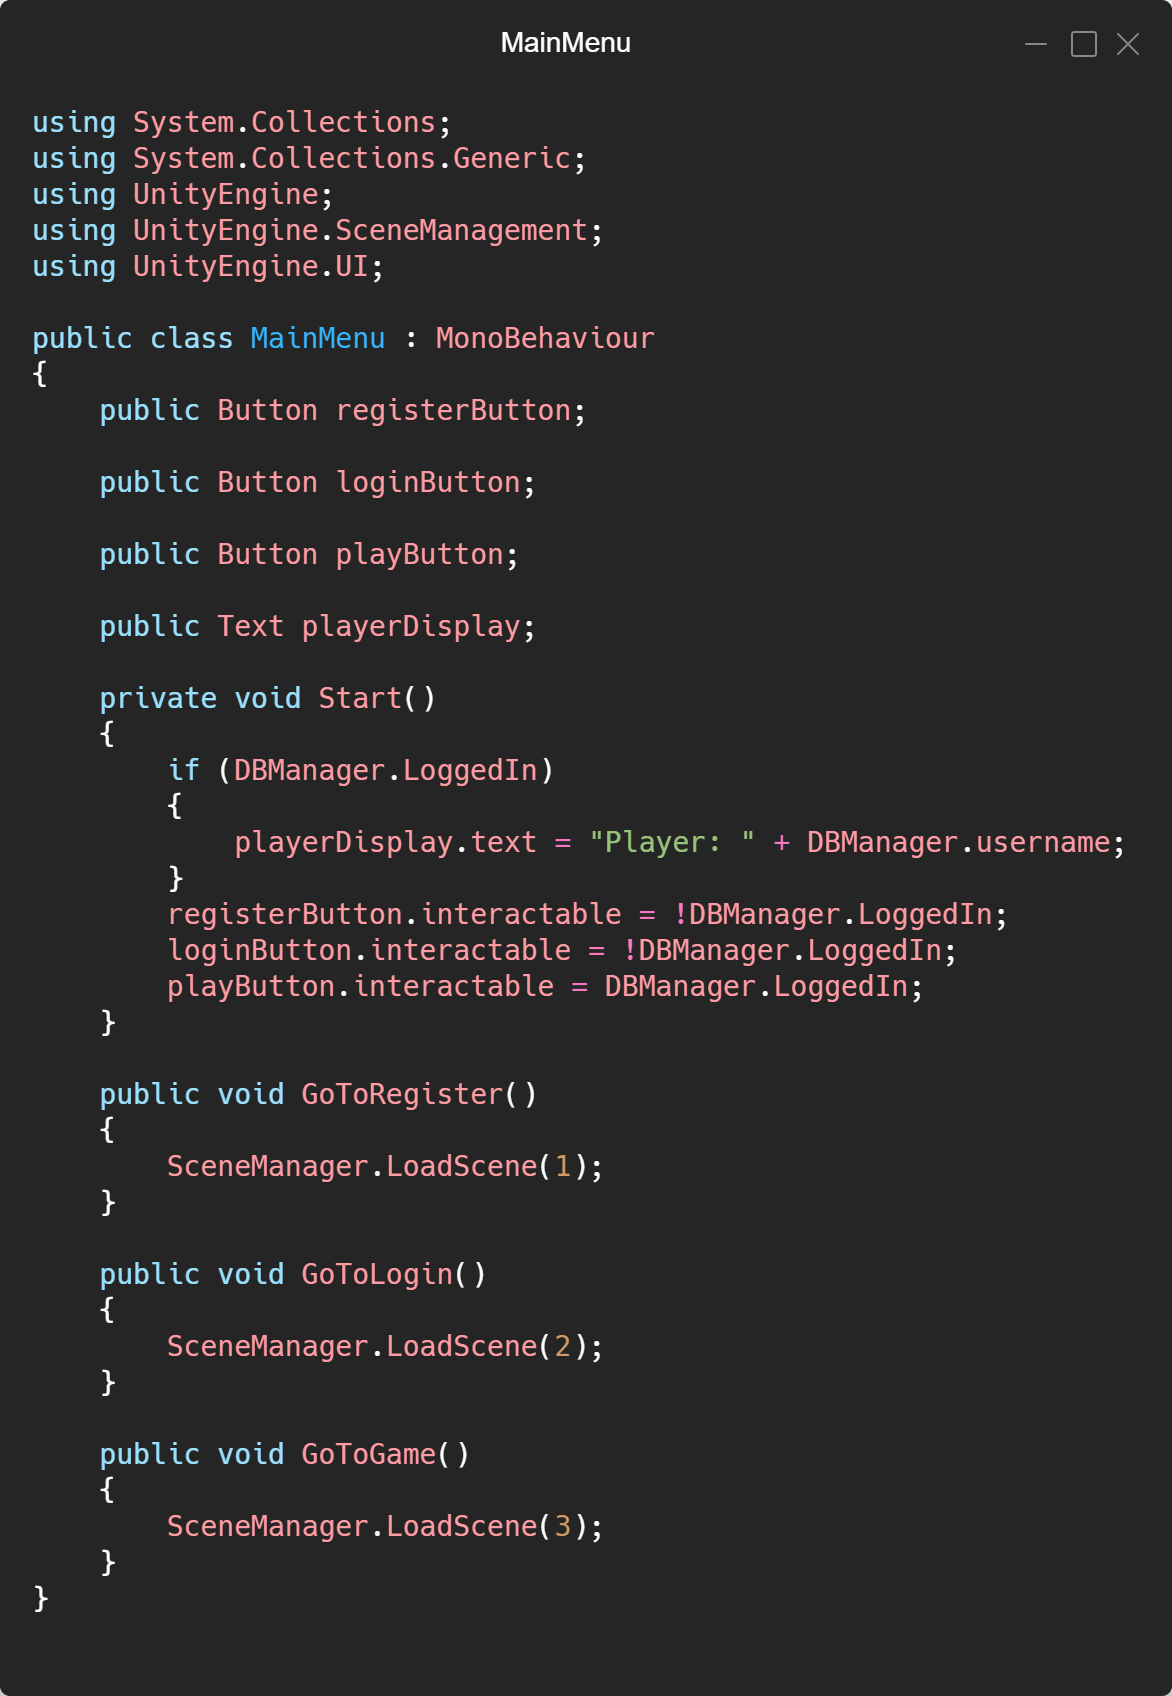 MainMenu
using System.Collections;
using System.Collections.Generic;
using UnityEngine;
using UnityEngine.SceneManagement;
using UnityEngine.UI;

public class MainMenu : MonoBehaviour
{
    public Button registerButton;

    public Button loginButton;

    public Button playButton;

    public Text playerDisplay;

    private void Start()
    {
        if (DBManager.LoggedIn)
        {
            playerDisplay.text = "Player: " + DBManager.username;
        }
        registerButton.interactable = !DBManager.LoggedIn;
        loginButton.interactable = !DBManager.LoggedIn;
        playButton.interactable = DBManager.LoggedIn;
    }

    public void GoToRegister()
    {
        SceneManager.LoadScene(1);
    }

    public void GoToLogin()
    {
        SceneManager.LoadScene(2);
    }

    public void GoToGame()
    {
        SceneManager.LoadScene(3);
    }
}